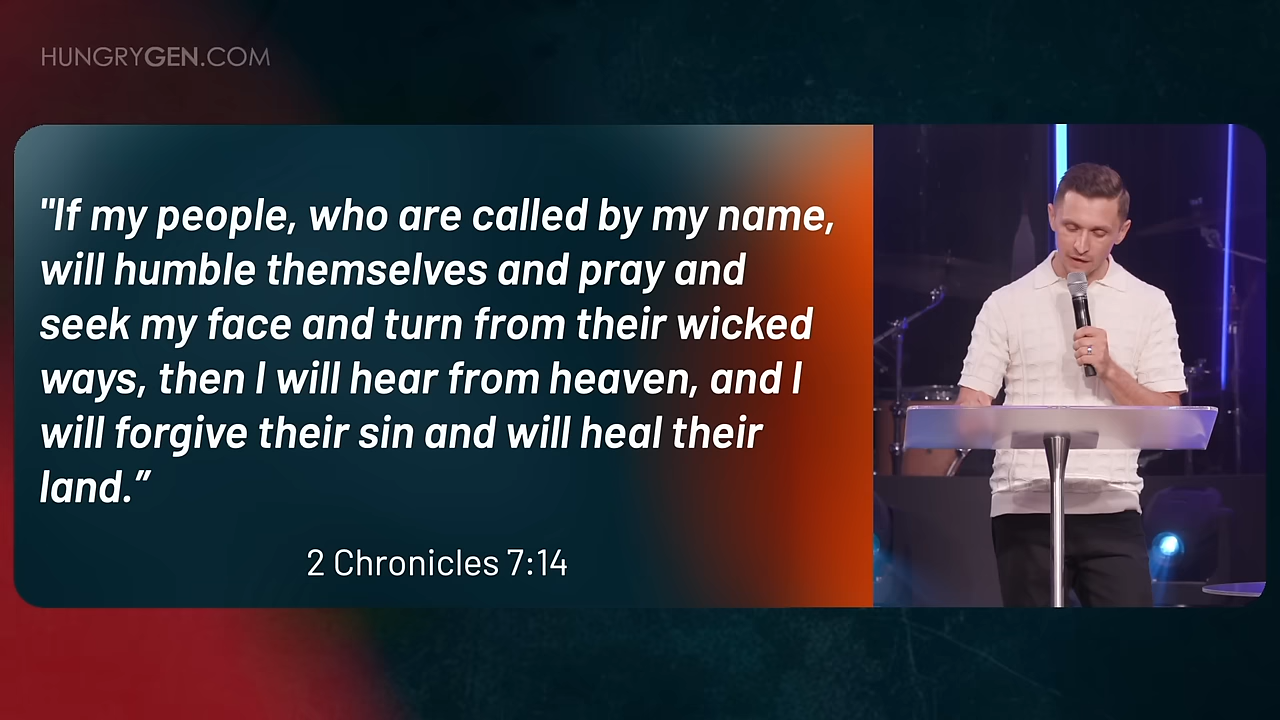 HUNGRYGEN.COM
"If my people, who are called by my name,
will humble themselves and pray and
seek my face and turn from their wicked
ways, then I will hear from heaven, and I
will forgive their sin and will heal their
land.”
2 Chronicles 7:14